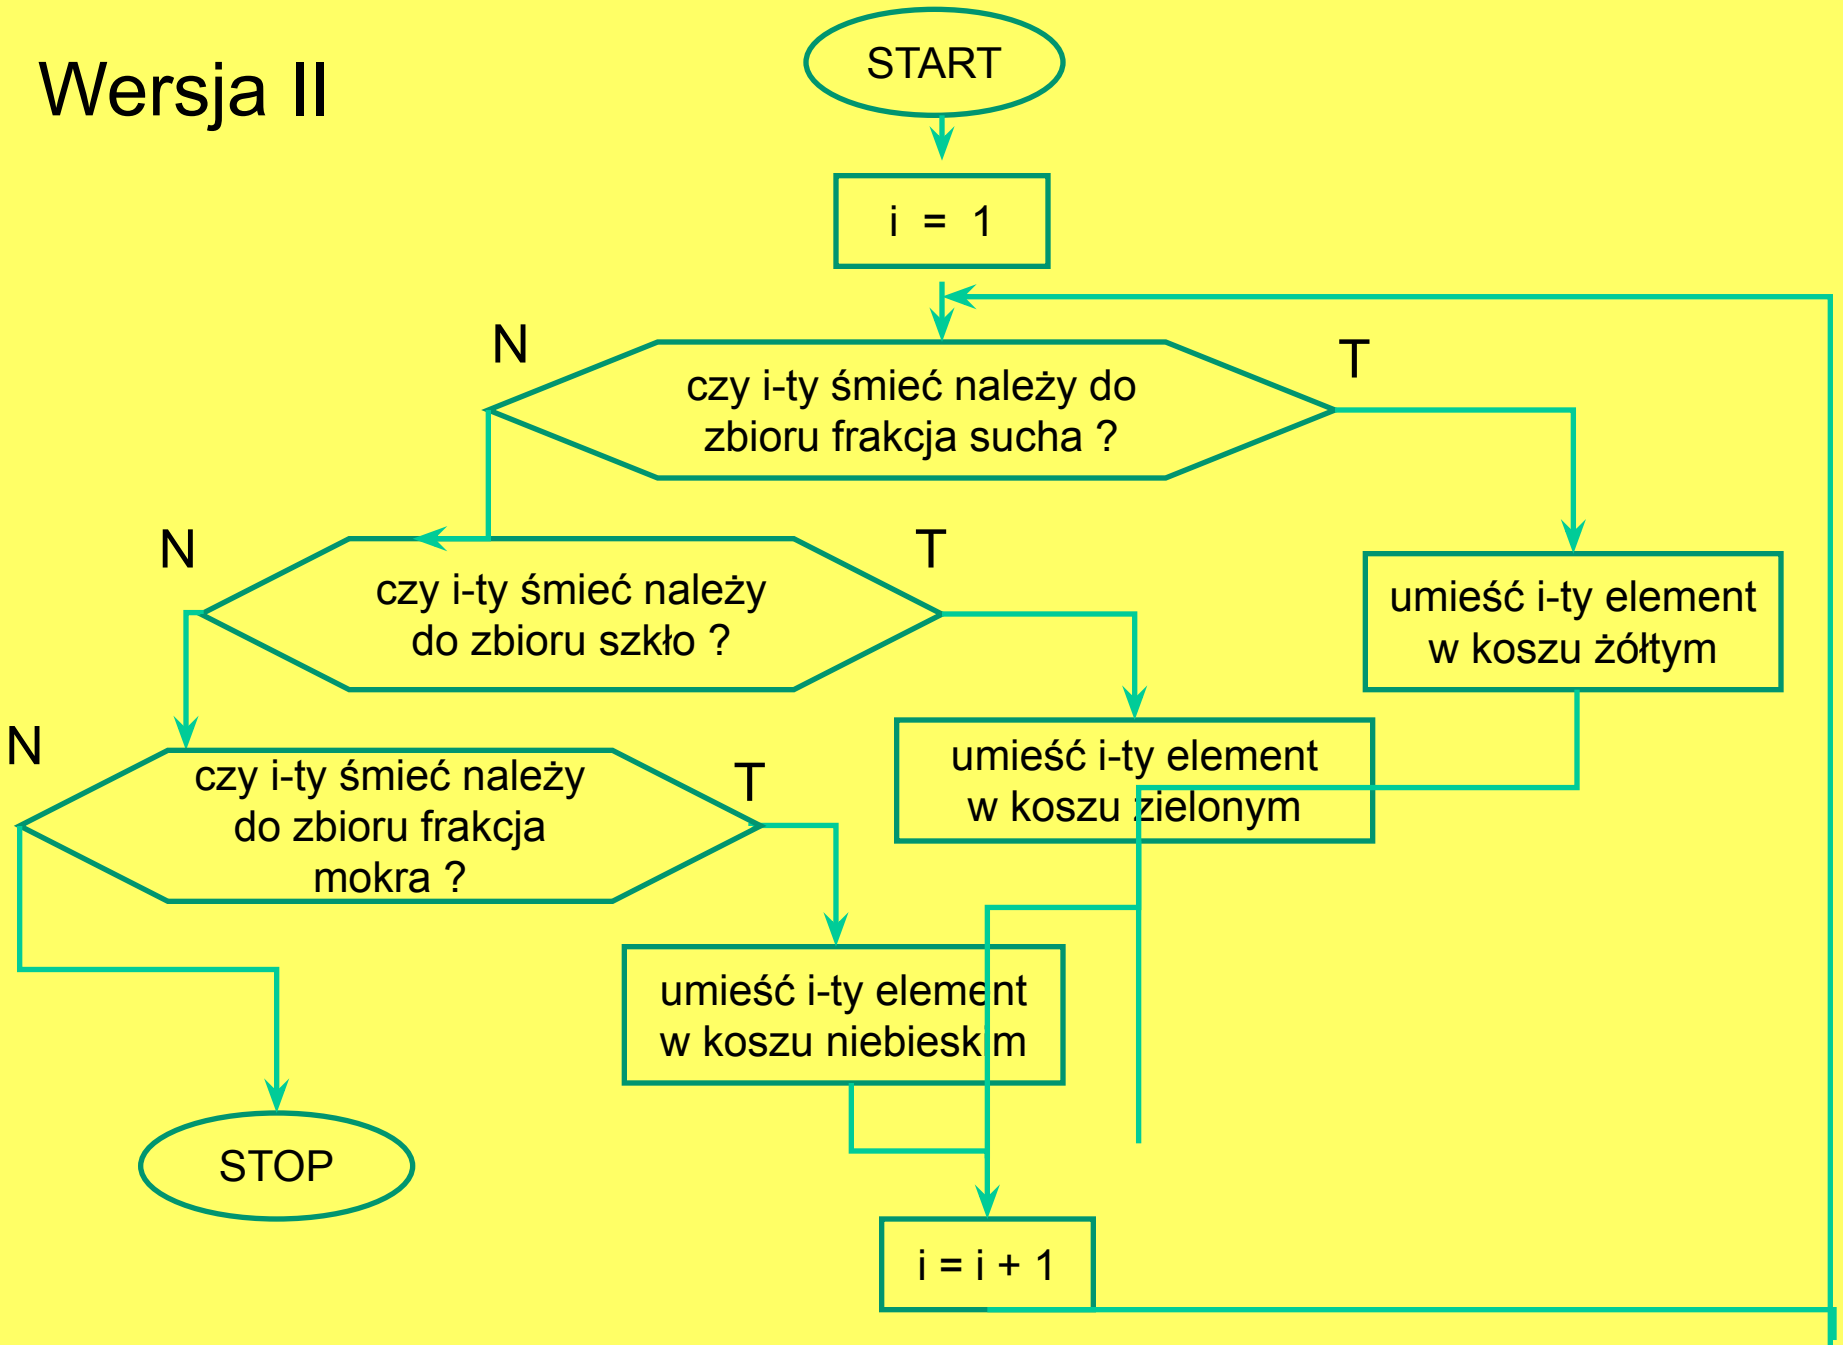 Wersja II
START
i = 1
N
T
czy i-ty śmieć należy do
zbioru frakcja sucha ?
N
T
czy i-ty śmieć należy
do zbioru szkło ?
umieść i-ty element
w koszu żółtym
N
T
czy i-ty śmieć należy
do zbioru frakcja
mokra ?
umieść i-ty element
w koszu zielonym
umieść i-ty element
w koszu niebieskim
STOP
i = i + 1